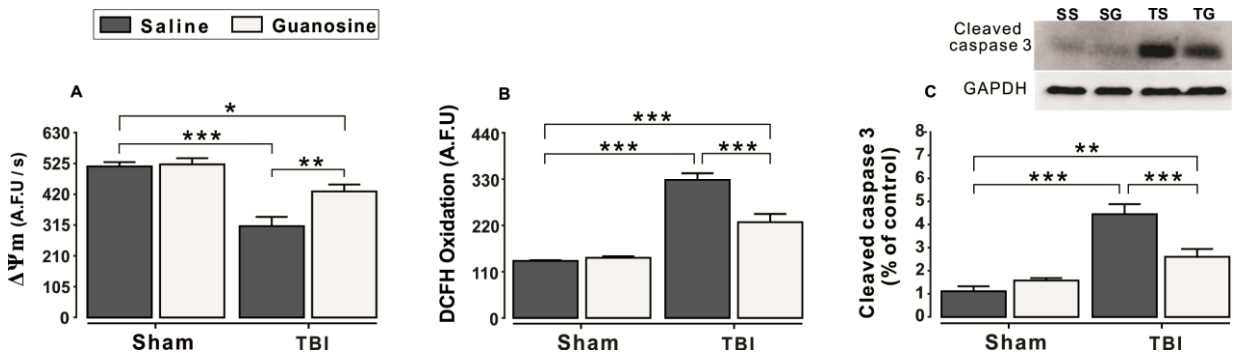 Saline Guanosine
A
* 
*** 
**
ΔΨm (A.F.U / s)
630
525
420
315
210
105
0
Sham TBI
B
***
*** ***
DCFH Oxidation (A.F.U)
440
330
220
110
0
Sham TBI
SS SG TS TG
Cleaved
caspase 3
GAPDH
C
**
*** ***
Cleaved caspase 3
(% of control)
8
7
6
5
4
3
2
1
0
Sham TBI